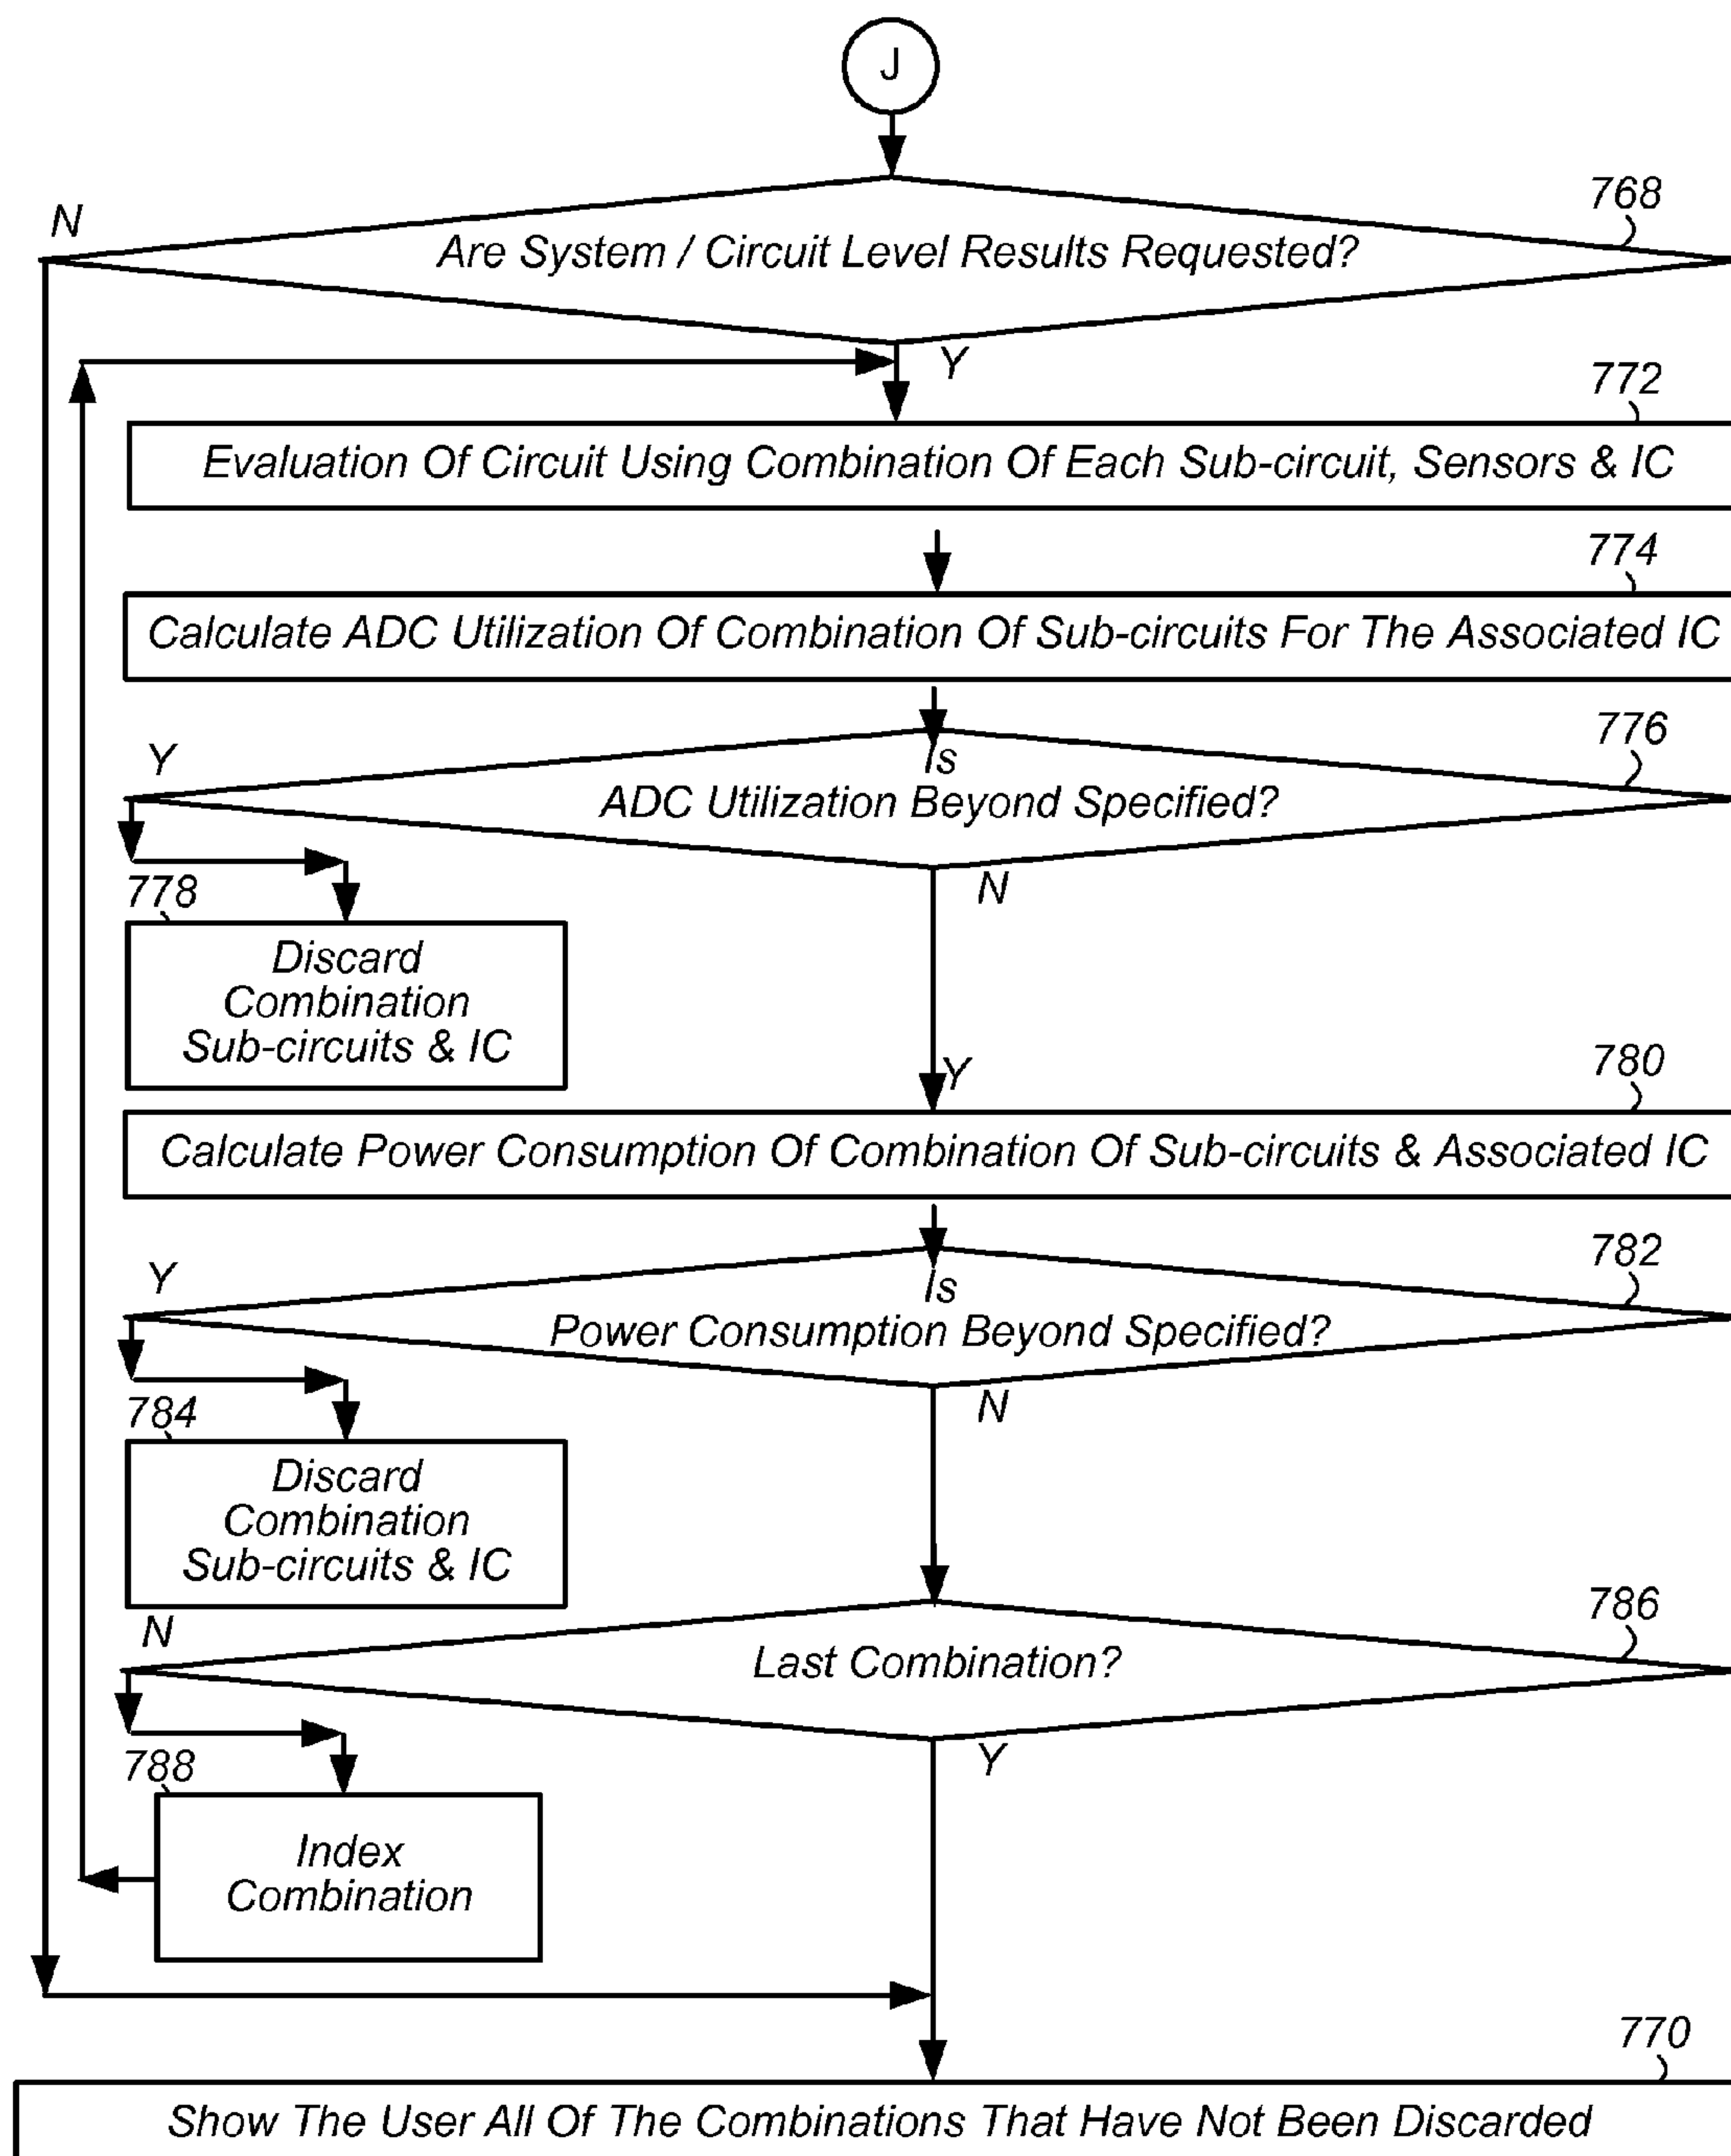 J
768
N
Are System / Circuit Level Results Requested?
Y
772
Evaluation Of Circuit Using Combination Of Each Sub-circuit, Sensors & IC
774
Calculate ADC Utilization Of Combination Of Sub-circuits For The Associated IC
776
Y
Is
ADC Utilization Beyond Specified?
778
N
Discard
Combination
Sub-circuits & IC
780
Y
Calculate Power Consumption Of Combination Of Sub-circuits & Associated IC
782
Y
Is
Power Consumption Beyond Specified?
784
N
Discard
Combination
Sub-circuits & IC
786
N
Last Combination?
788
Y
Index
Combination
770
Show The User All Of The Combinations That Have Not Been Discarded